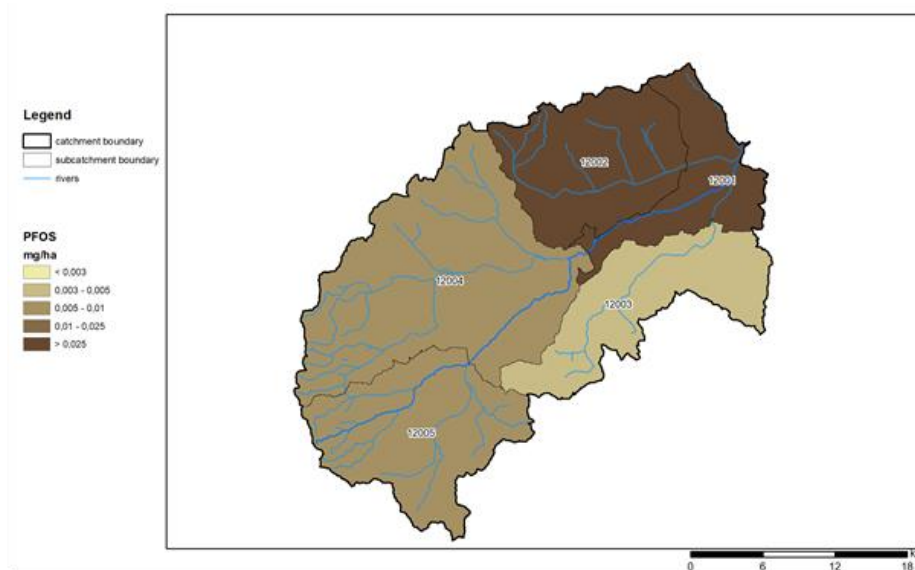 Legend
catchment boundary
subcatchment boundary
rivers
PFOS
mg/ha
< 0,003
0,003 - 0,005
0,005 - 0,01
0,01 - 0,025
> 0,025
12002
12001
12004
12003
12005
0 6 12 18